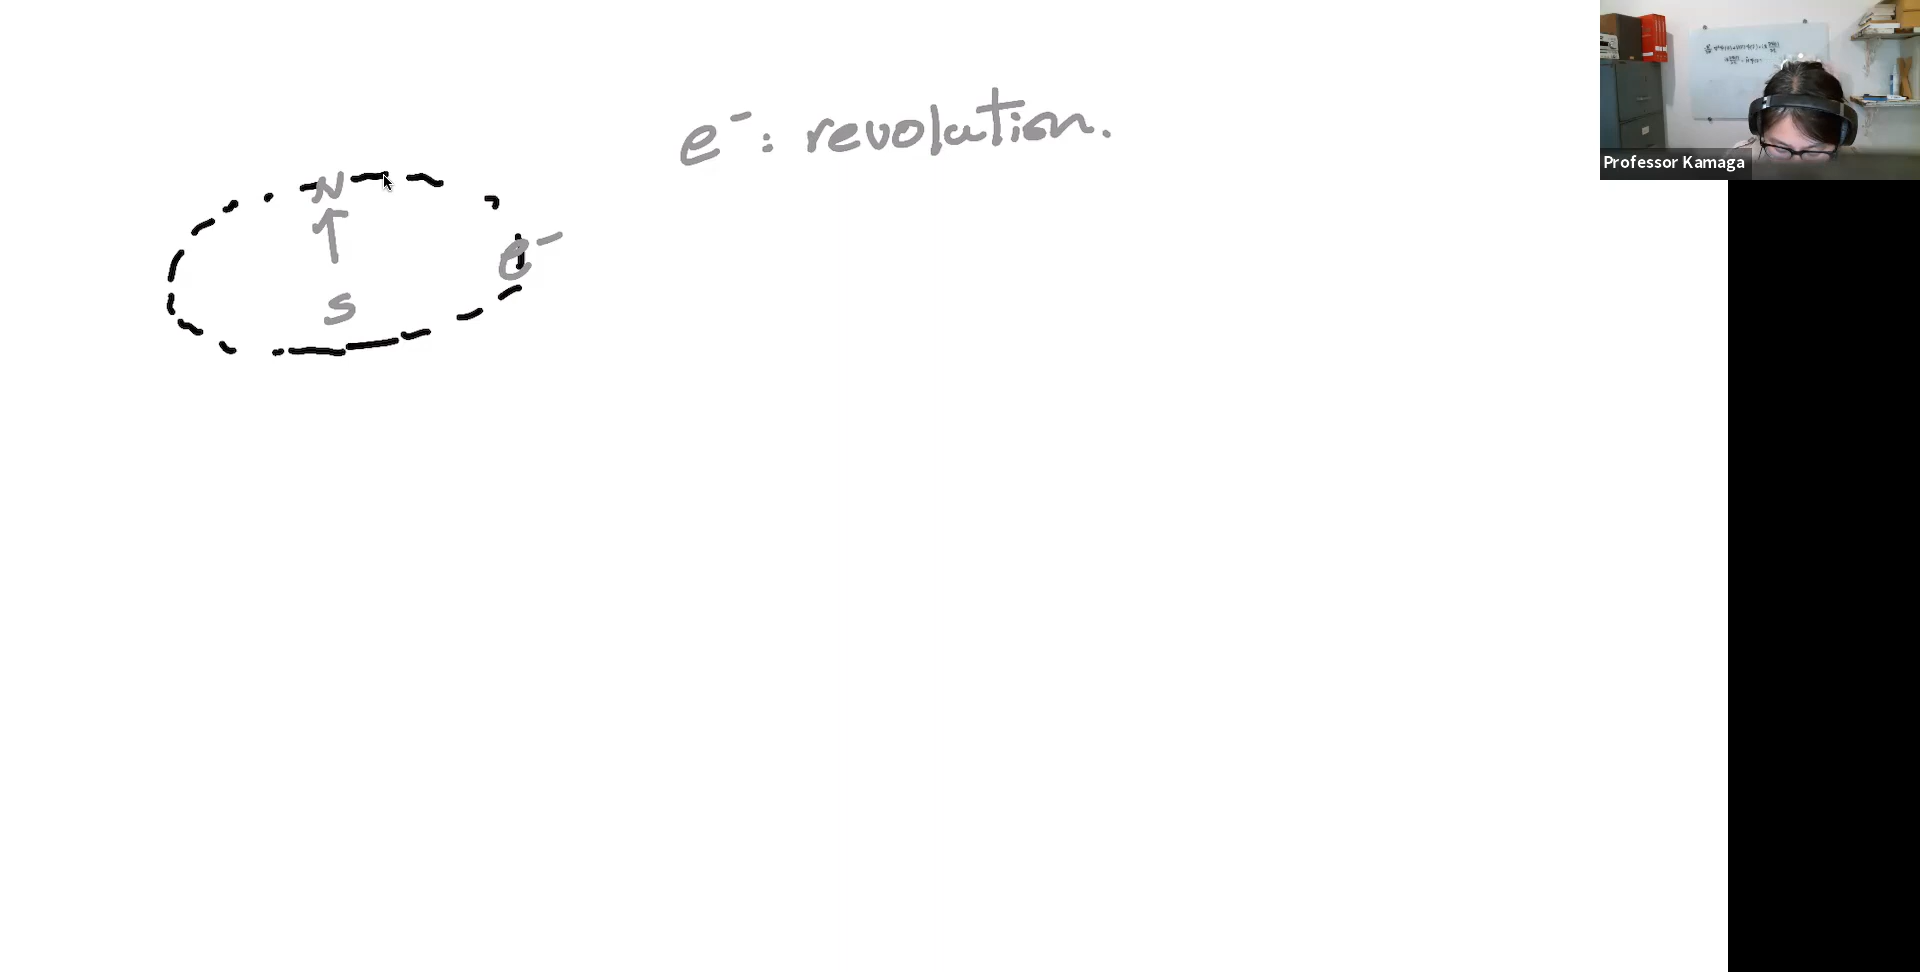 e⁻: revolution.
N
e⁻
S
Professor Kamaga